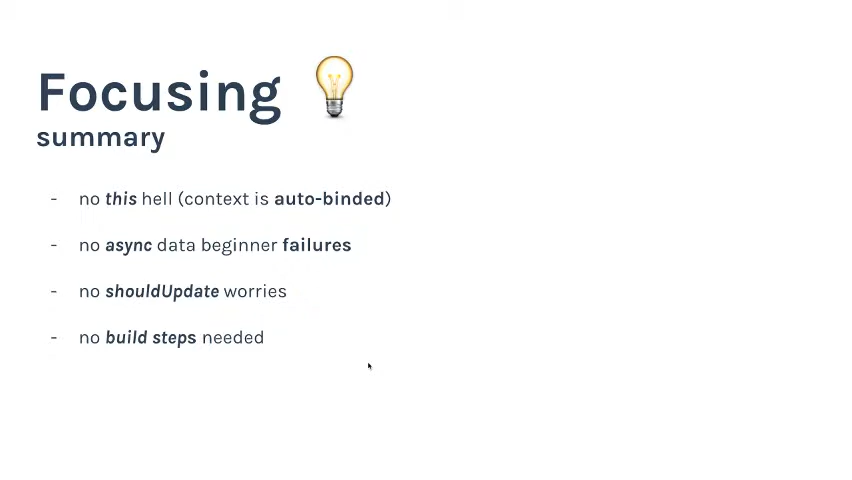 Focusing
summary
- no this hell (context is auto-binded)
- no async data beginner failures
- no shouldUpdate worries
- no build steps needed